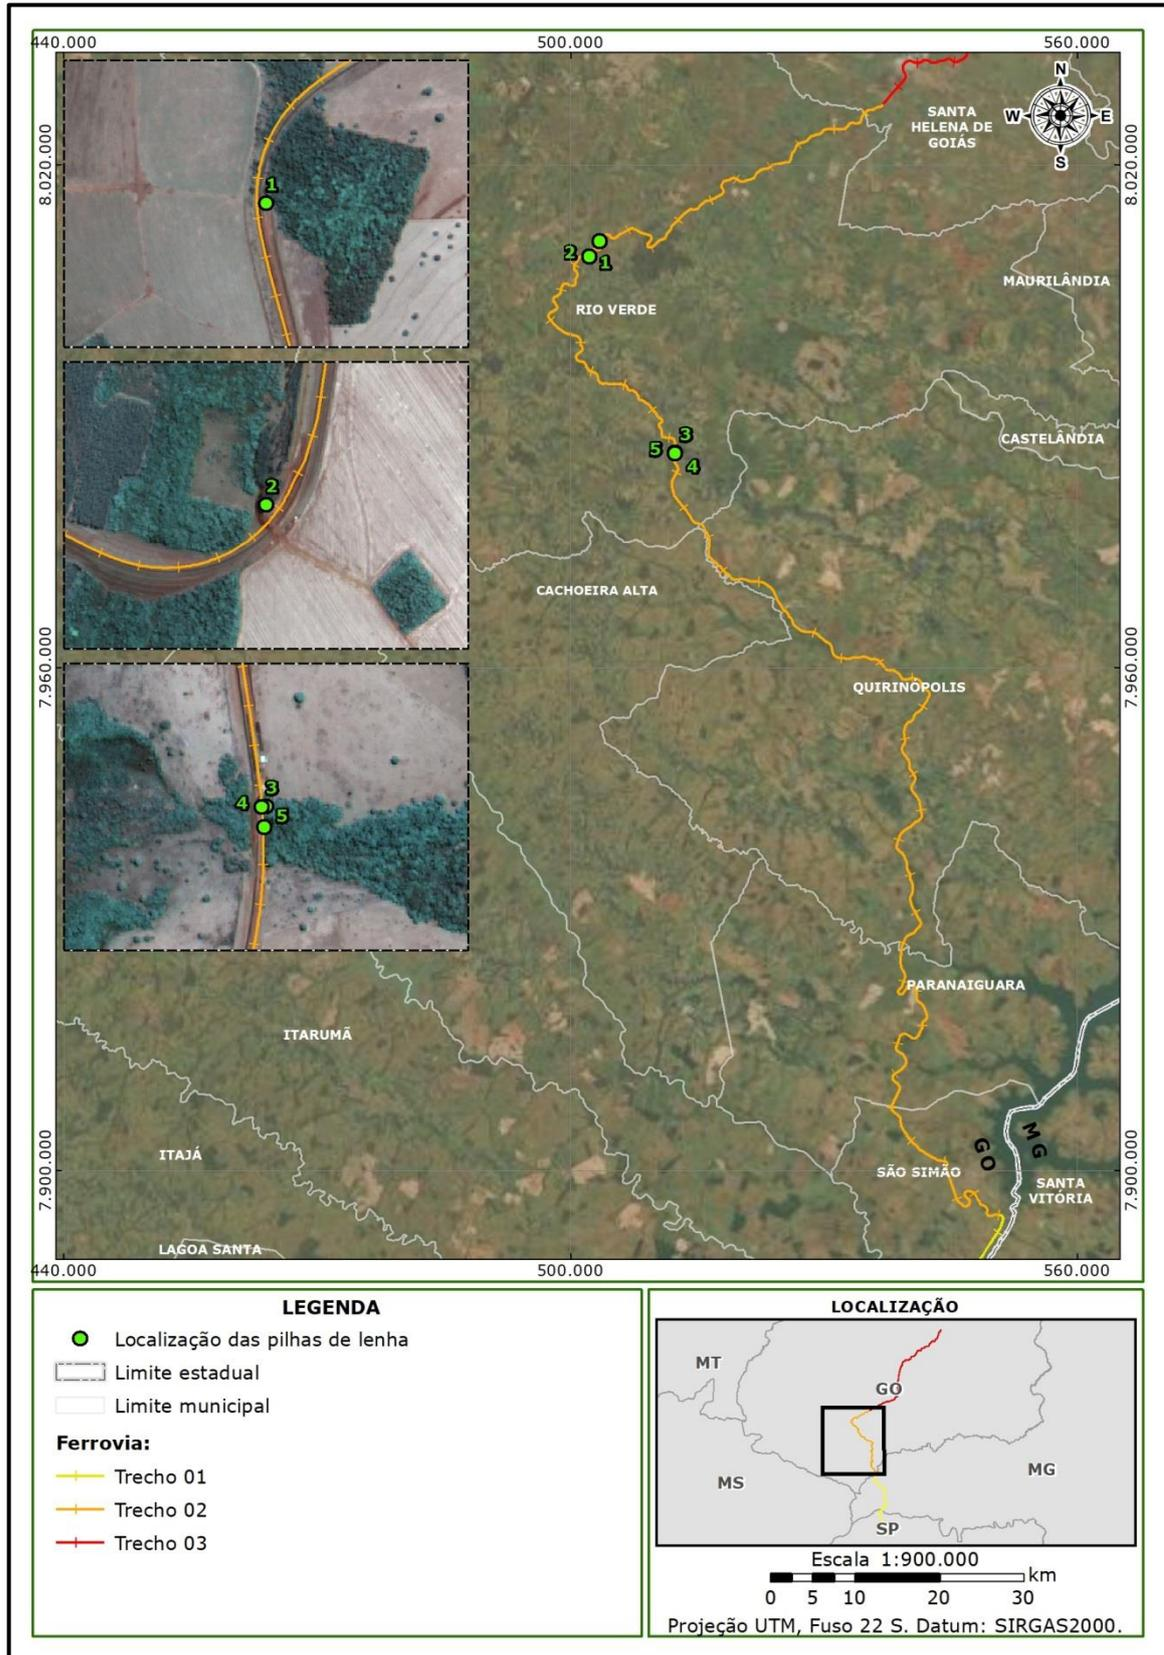 440.000
500.000
560.000
8.020.000
8.020.000
N
W
E
S
SANTA
HELENA DE
GOIÁS
1
2
1
RIO VERDE
MAURILÂNDIA
2
3
5
4
CASTELÂNDIA
CACHOEIRA ALTA
7.960.000
7.960.000
QUIRINÓPOLIS
3
4
5
PARANAIGUARA
ITARUMÃ
GO
MG
ITAJÁ
SÃO SIMÃO
SANTA
VITÓRIA
7.900.000
7.900.000
LAGOA SANTA
440.000
500.000
560.000
LEGENDA
Localização das pilhas de lenha
Limite estadual
Limite municipal
Ferrovia:
Trecho 01
Trecho 02
Trecho 03
LOCALIZAÇÃO
MT
GO
MS
MG
SP
Escala 1:900.000
km
0 5 10 20 30
Projeção UTM, Fuso 22 S. Datum: SIRGAS2000.